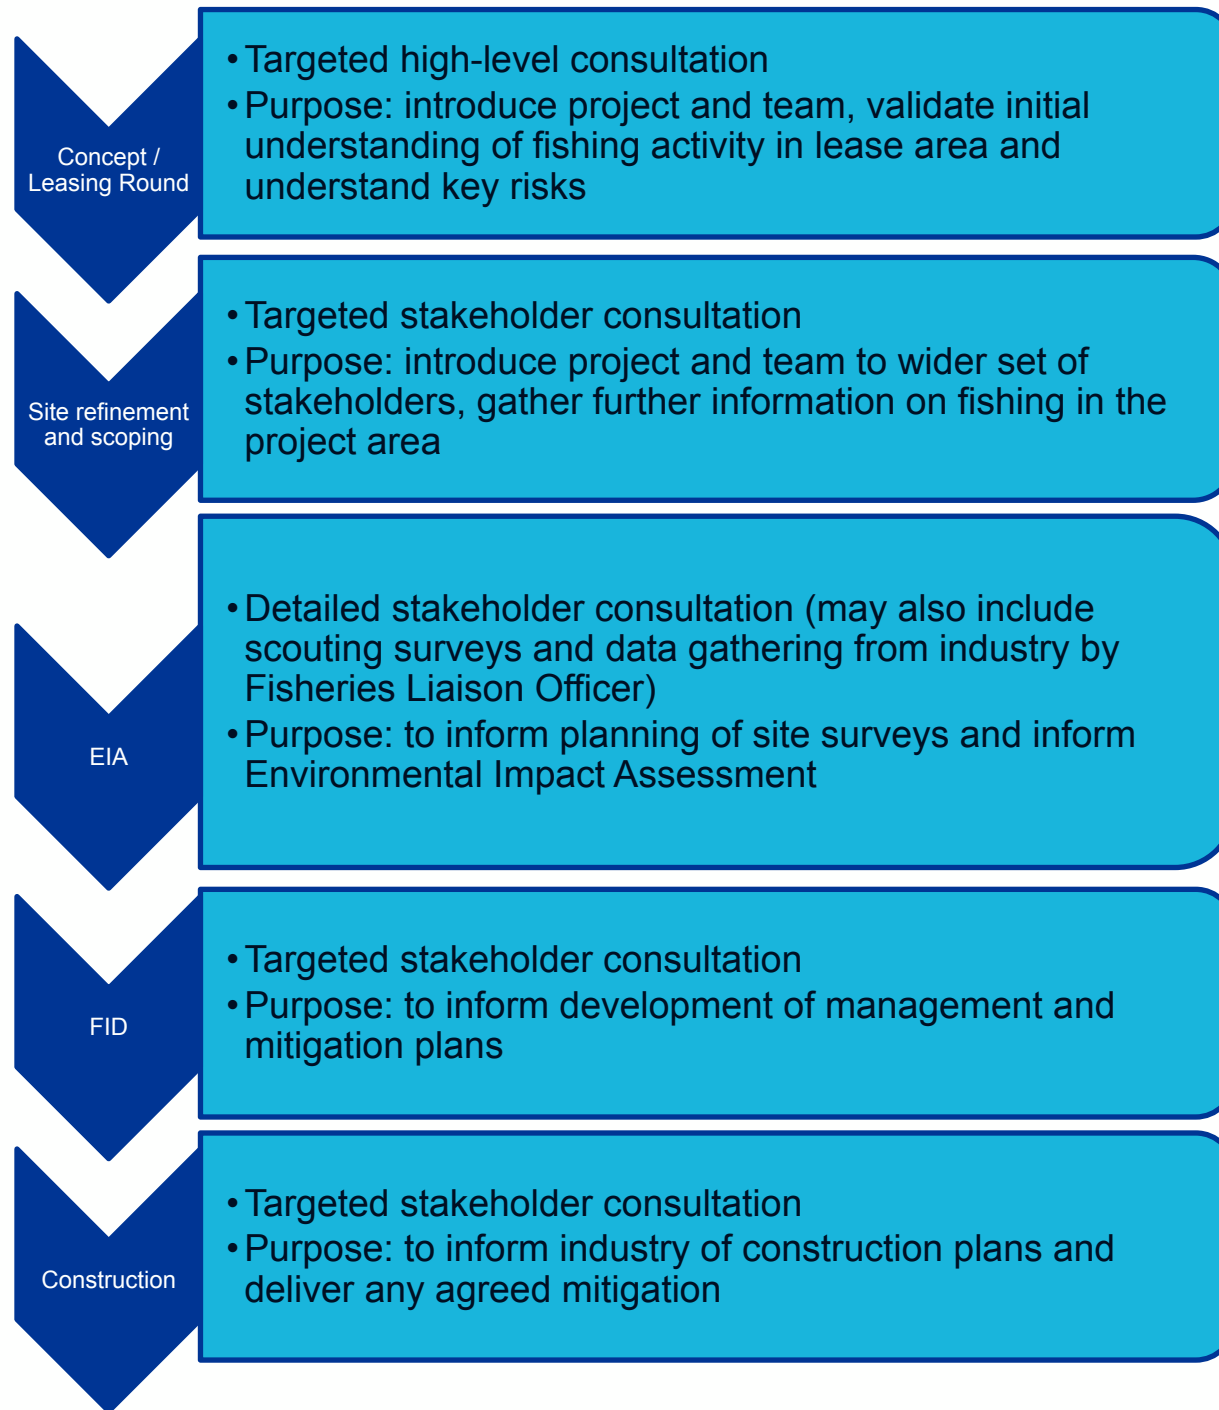 Concept /
Leasing Round
•Targeted high-level consultation
•Purpose: introduce project and team, validate initial
understanding of fishing activity in lease area and
understand key risks
Site refinement
and scoping
•Targeted stakeholder consultation
•Purpose: introduce project and team to wider set of
stakeholders, gather further information on fishing in the
project area
EIA
•Detailed stakeholder consultation (may also include
scouting surveys and data gathering from industry by
Fisheries Liaison Officer)
•Purpose: to inform planning of site surveys and inform
Environmental Impact Assessment
FID
•Targeted stakeholder consultation
•Purpose: to inform development of management and
mitigation plans
Construction
•Targeted stakeholder consultation
•Purpose: to inform industry of construction plans and
deliver any agreed mitigation